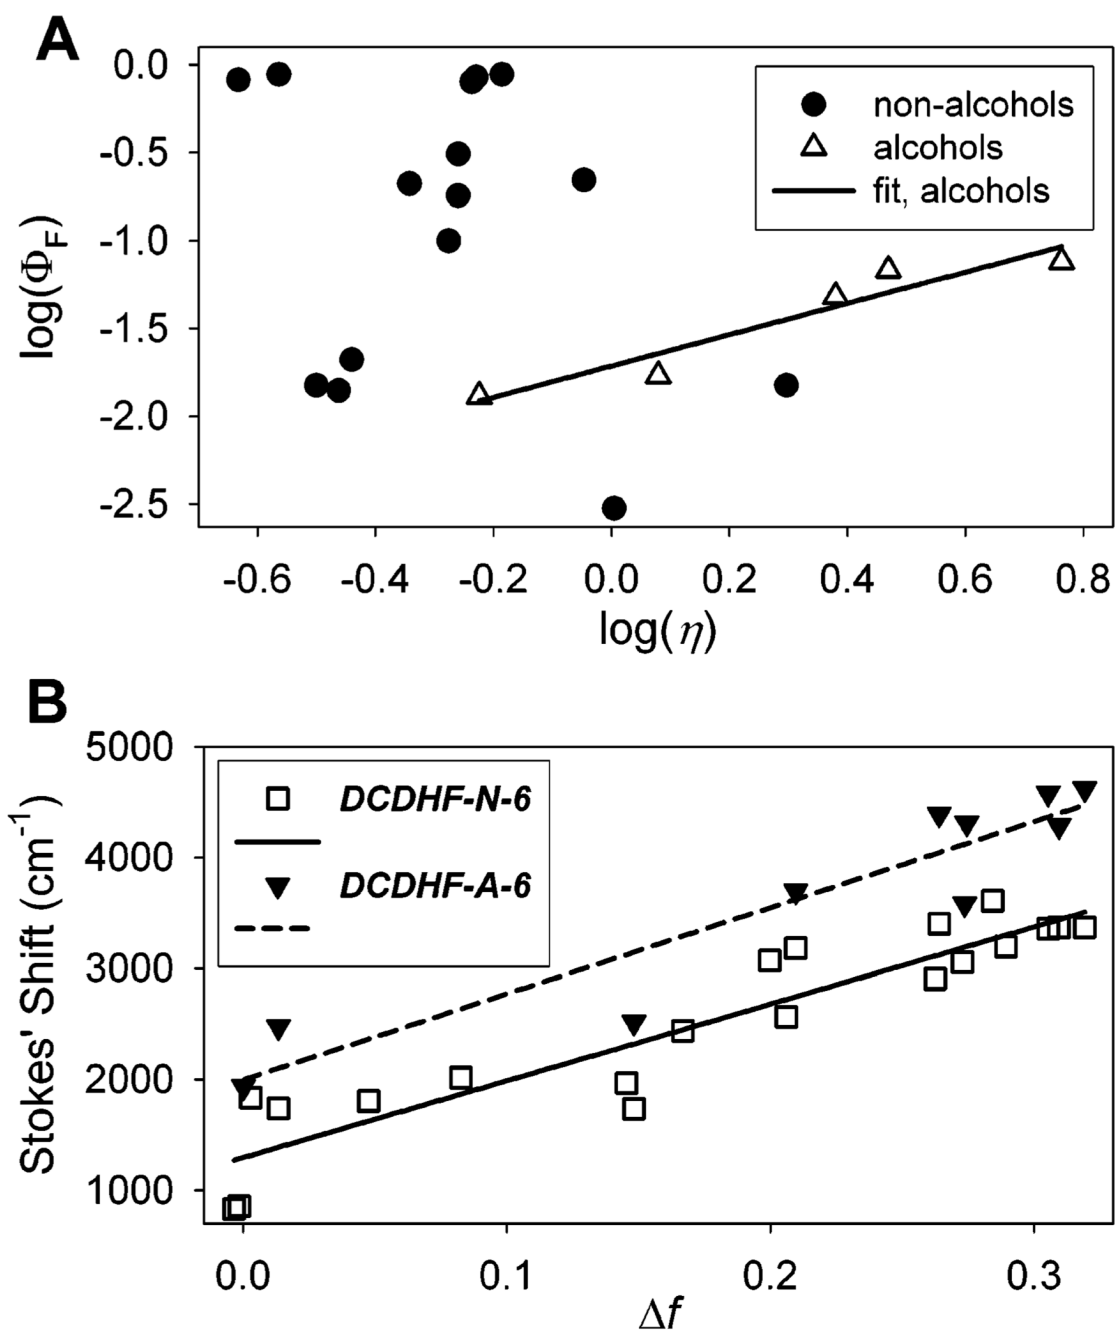 A
0.0
-0.5
-1.0
-1.5
-2.0
-2.5
log(ΦF)
non-alcohols
alcohols
fit, alcohols
-0.6 -0.4 -0.2 0.0 0.2 0.4 0.6 0.8
log(η)
B
5000
4000
3000
2000
1000
Stokes' Shift (cm-1)
DCDHF-N-6
DCDHF-A-6
0.0 0.1 0.2 0.3
Δf